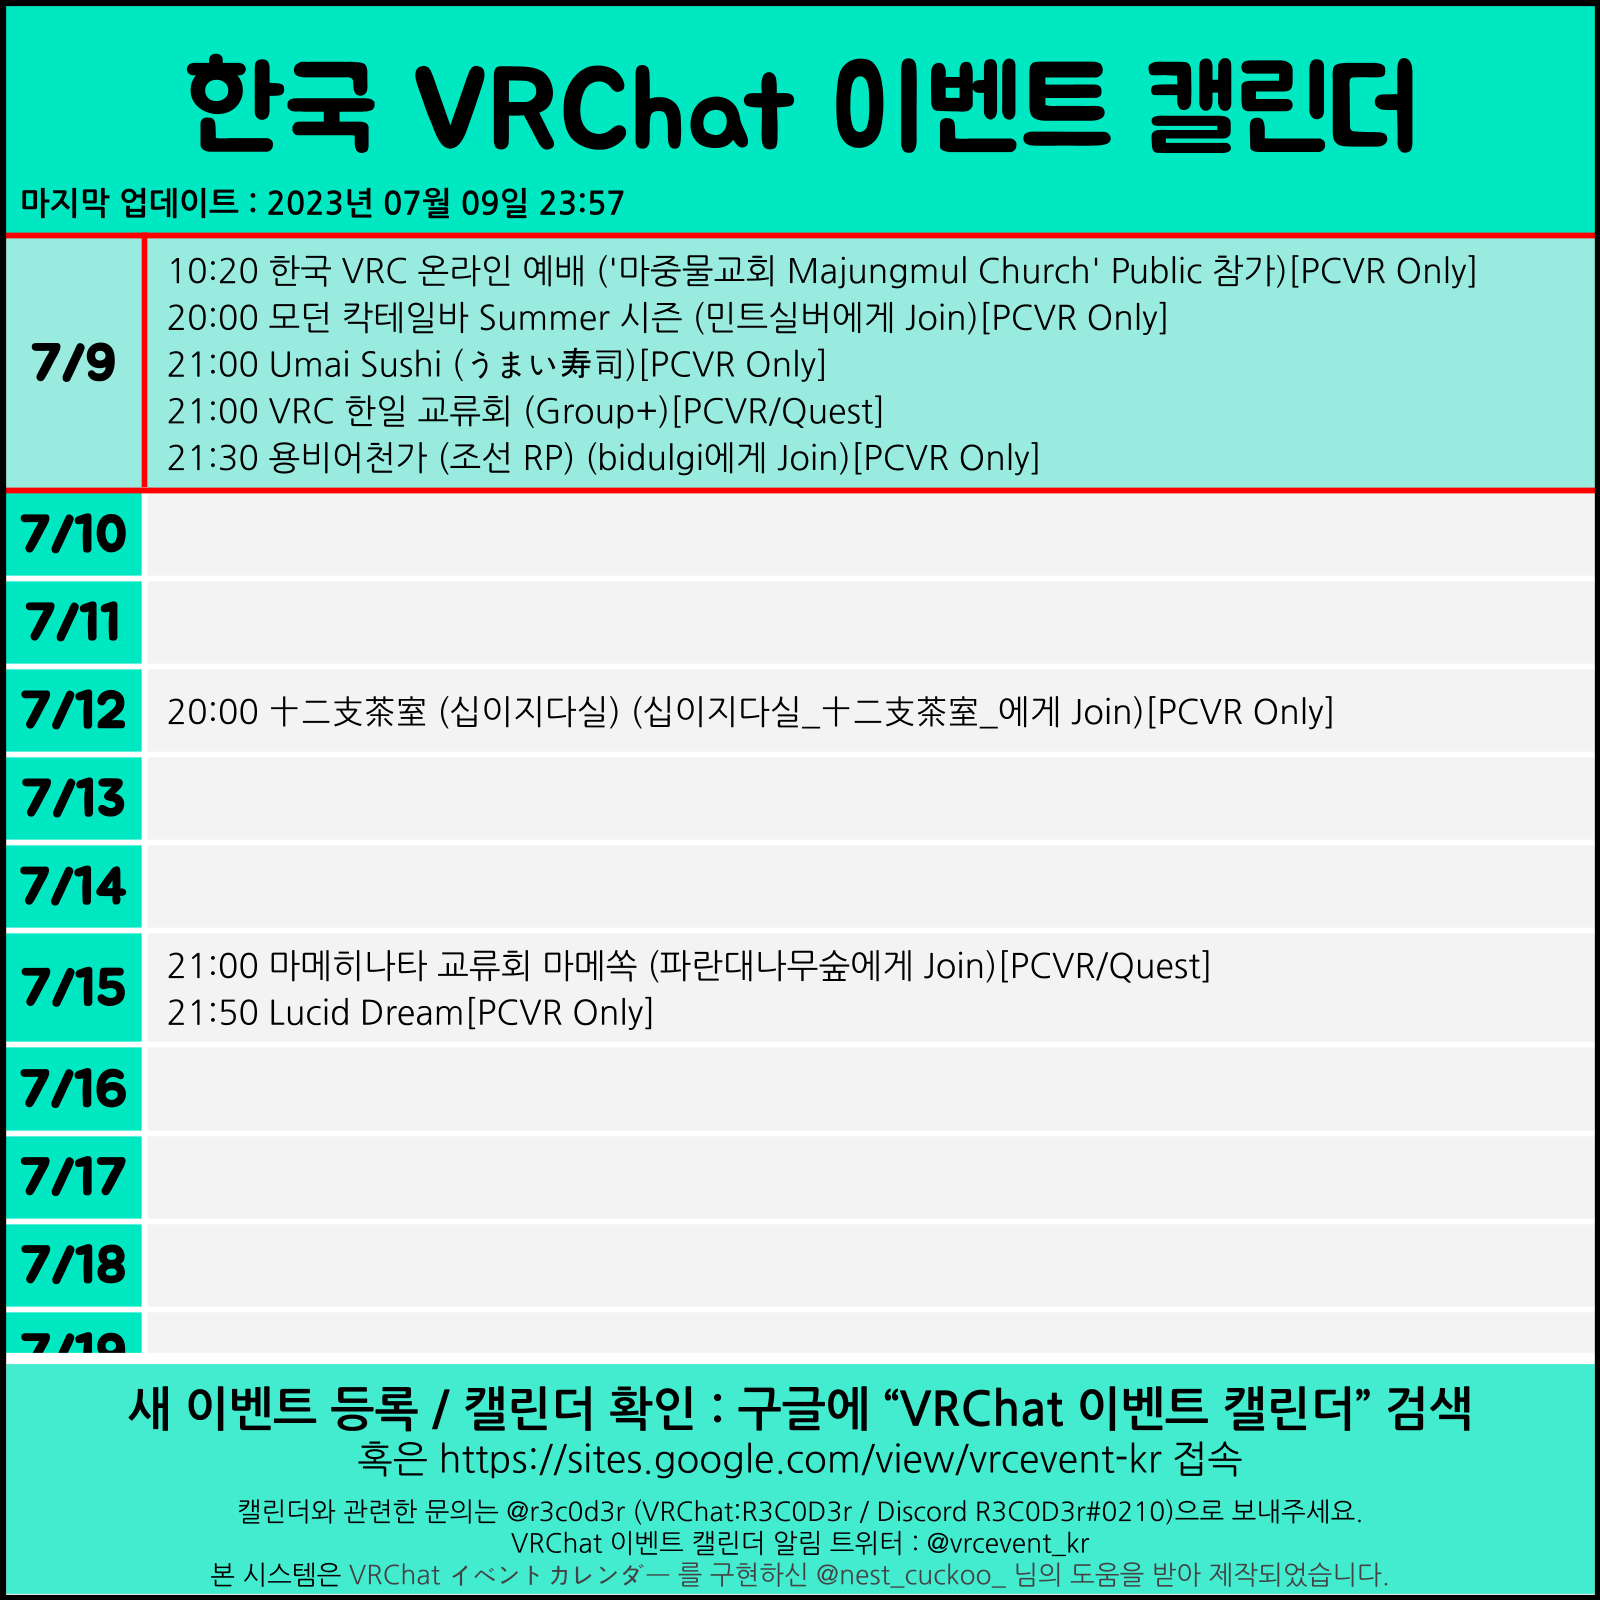 한국 VRChat 이벤트 캘린더
마지막 업데이트 : 2023년 07월 09일 23:57
7/9
10:20 한국 VRC 온라인 예배 ('마중물교회 Majungmul Church' Public 참가)[PCVR Only]
20:00 모던 칵테일바 Summer 시즌 (민트실버에게 Join)[PCVR Only]
21:00 Umai Sushi (うまい寿司)[PCVR Only]
21:00 VRC 한일 교류회 (Group+)[PCVR/Quest]
21:30 용비어천가 (조선 RP) (bidulgi에게 Join)[PCVR Only]
7/10
7/11
7/12
20:00 十二支茶室 (십이지다실) (십이지다실_十二支茶室_에게 Join)[PCVR Only]
7/13
7/14
7/15
21:00 마메히나타 교류회 마메쏙 (파란대나무숲에게 Join)[PCVR/Quest]
21:50 Lucid Dream[PCVR Only]
7/16
7/17
7/18
7/19
새 이벤트 등록 / 캘린더 확인 : 구글에 “VRChat 이벤트 캘린더” 검색
혹은 https://sites.google.com/view/vrcevent-kr 접속
캘린더와 관련한 문의는 @r3c0d3r (VRChat:R3C0D3r / Discord R3C0D3r#0210)으로 보내주세요.
VRChat 이벤트 캘린더 알림 트위터 : @vrcevent_kr
본 시스템은 VRChat イベントカレンダー 를 구현하신 @nest_cuckoo_ 님의 도움을 받아 제작되었습니다.